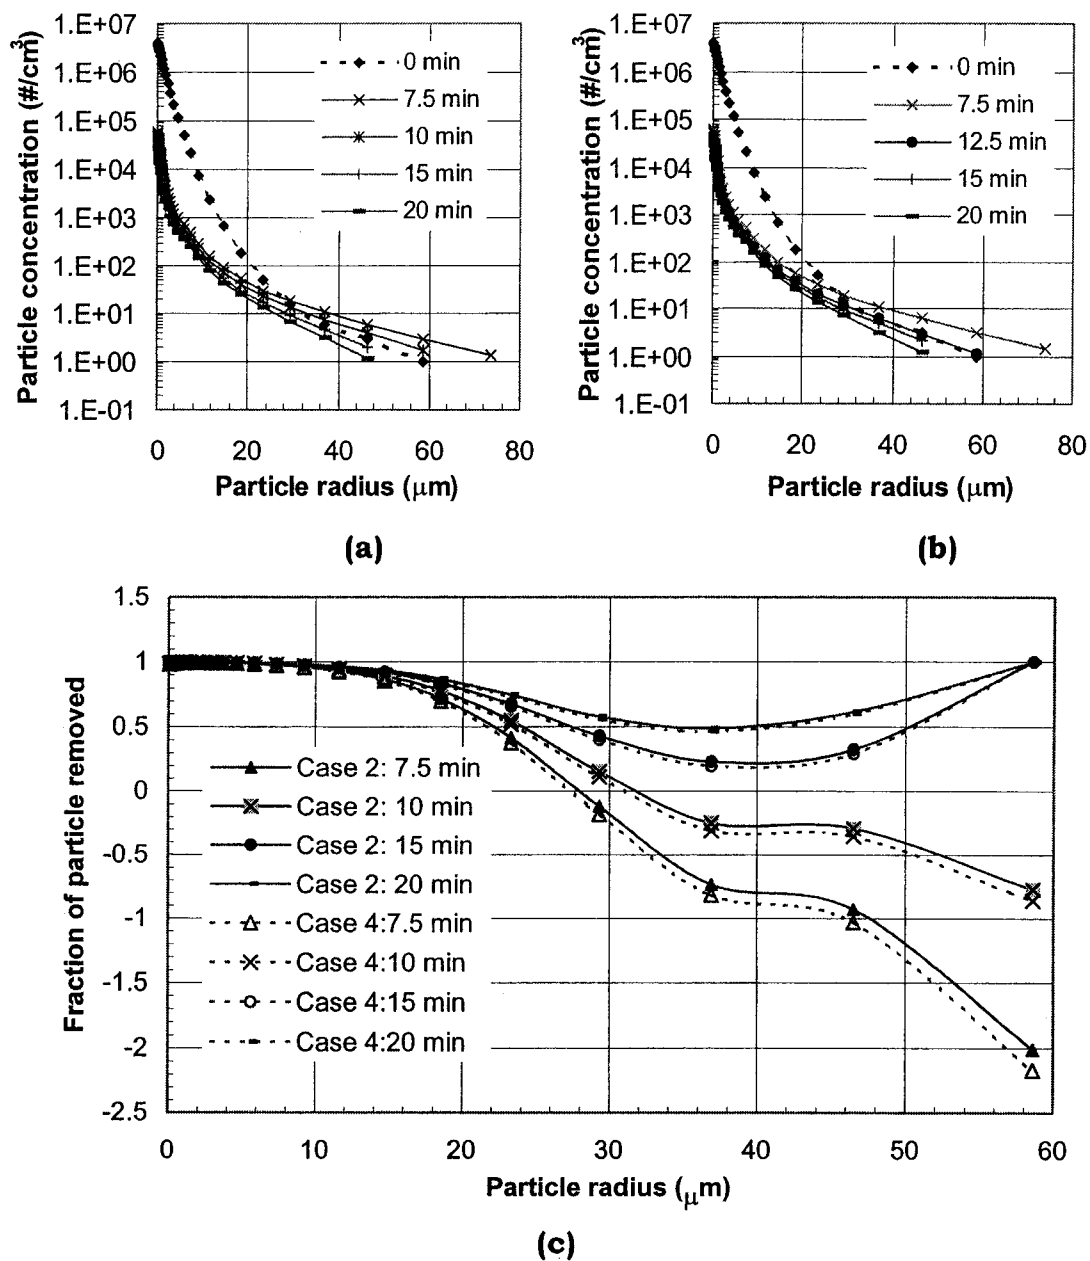 Particle concentration (#/cm³)
1.E+07
1.E+06
1.E+05
1.E+04
1.E+03
1.E+02
1.E+01
1.E+00
1.E-01
0 min
7.5 min
10 min
15 min
20 min
0 20 40 60 80
Particle radius (μm)
(a)
Particle concentration (#/cm³)
1.E+07
1.E+06
1.E+05
1.E+04
1.E+03
1.E+02
1.E+01
1.E+00
1.E-01
0 min
7.5 min
12.5 min
15 min
20 min
0 20 40 60 80
Particle radius (μm)
(b)
Fraction of particle removed
1.5
1
0.5
0
-0.5
-1
-1.5
-2
-2.5
Case 2: 7.5 min
Case 2: 10 min
Case 2: 15 min
Case 2: 20 min
Case 4:7.5 min
Case 4:10 min
Case 4:15 min
Case 4:20 min
0 10 20 30 40 50 60
Particle radius (μm)
(c)